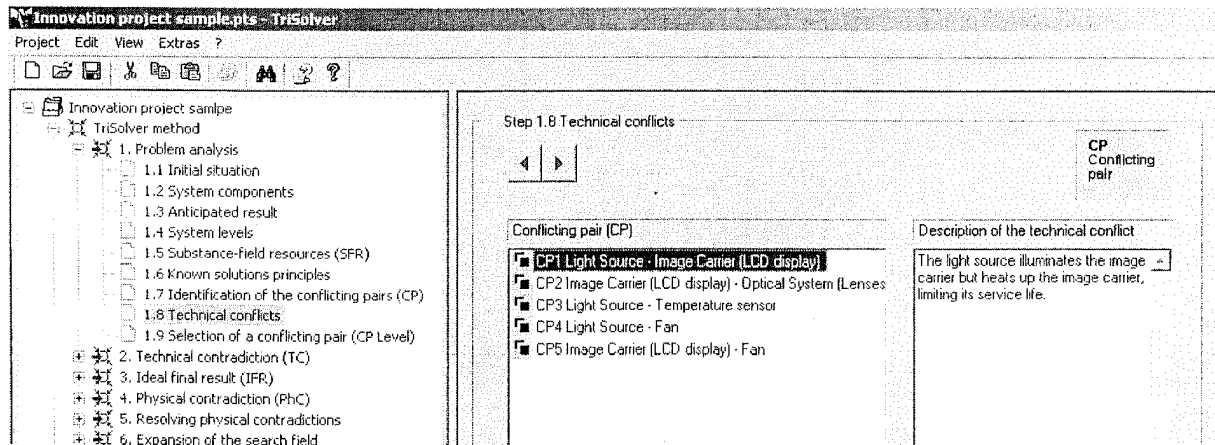 Innovation project sample.pts - TriSolver
Project Edit View Extras ?
Innovation project samlpe
TriSolver method
1. Problem analysis
1.1 Initial situation
1.2 System components
1.3 Anticipated result
1.4 System levels
1.5 Substance-field resources (SFR)
1.6 Known solutions principles
1.7 Identification of the conflicting pairs (CP)
1.8 Technical conflicts
1.9 Selection of a conflicting pair (CP Level)
2. Technical contradiction (TC)
3. Ideal final result (IFR)
4. Physical contradiction (PhC)
5. Resolving physical contradictions
6. Expansion of the search field
Step 1.8 Technical conflicts
CP
Conflicting
pair
Conflicting pair (CP)
CP1 Light Source - Image Carrier (LCD display)
CP2 Image Carrier (LCD display) - Optical System (Lenses
CP3 Light Source - Temperature sensor
CP4 Light Source - Fan
CP5 Image Carrier (LCD display) - Fan
Description of the technical conflict
The light source illuminates the image
carrier but heats up the image carrier,
limiting its service life.